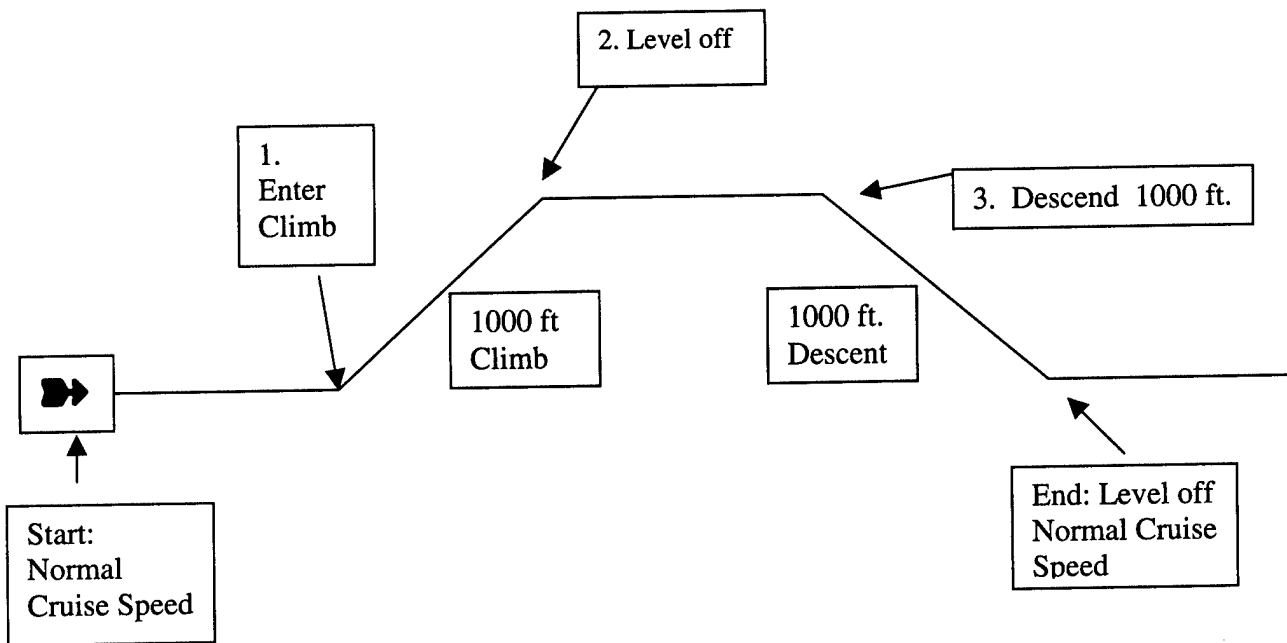 2. Level off
1.
Enter
Climb
3. Descend 1000 ft.
1000 ft
Climb
1000 ft.
Descent
Start:
Normal
Cruise Speed
End: Level off
Normal Cruise
Speed